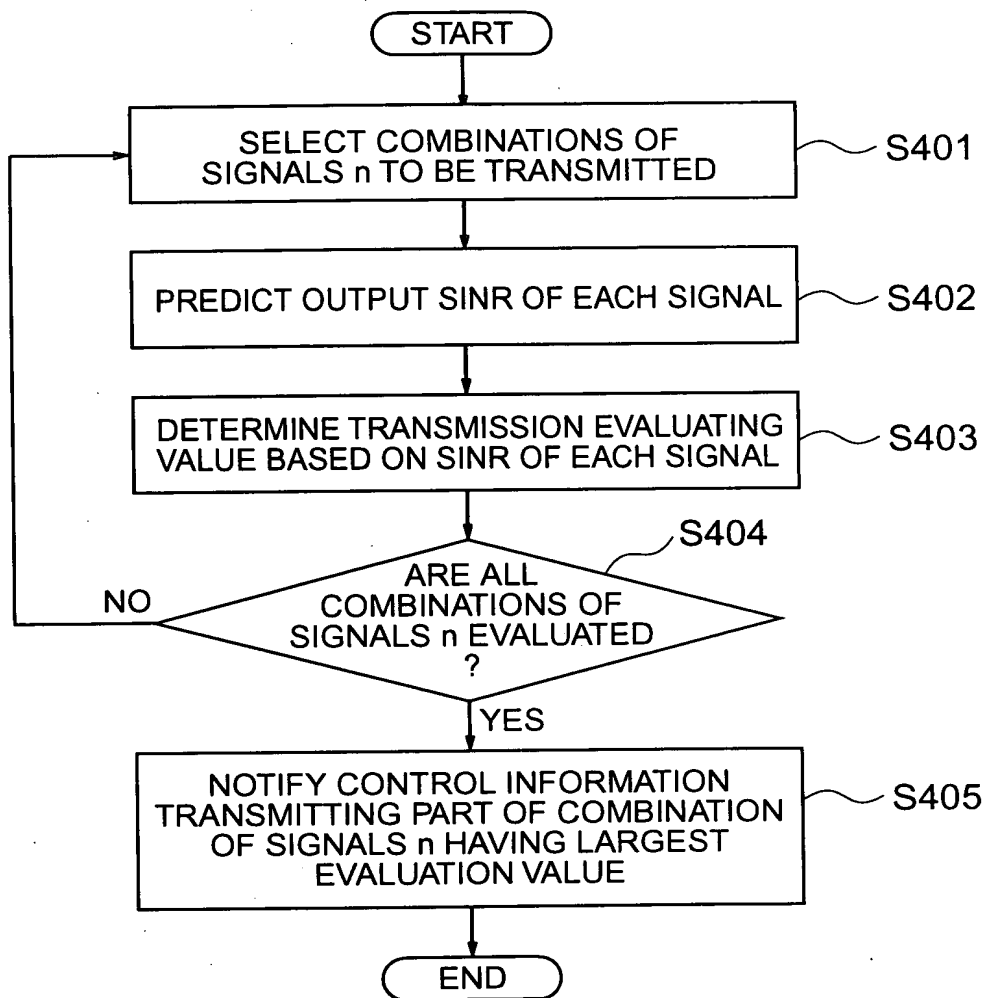 START
SELECT COMBINATIONS OF
SIGNALS n TO BE TRANSMITTED
S401
PREDICT OUTPUT SINR OF EACH SIGNAL
S402
DETERMINE TRANSMISSION EVALUATING
VALUE BASED ON SINR OF EACH SIGNAL
S403
S404
ARE ALL
COMBINATIONS OF
SIGNALS n EVALUATED
?
NO
YES
NOTIFY CONTROL INFORMATION
TRANSMITTING PART OF COMBINATION
OF SIGNALS n HAVING LARGEST
EVALUATION VALUE
S405
END